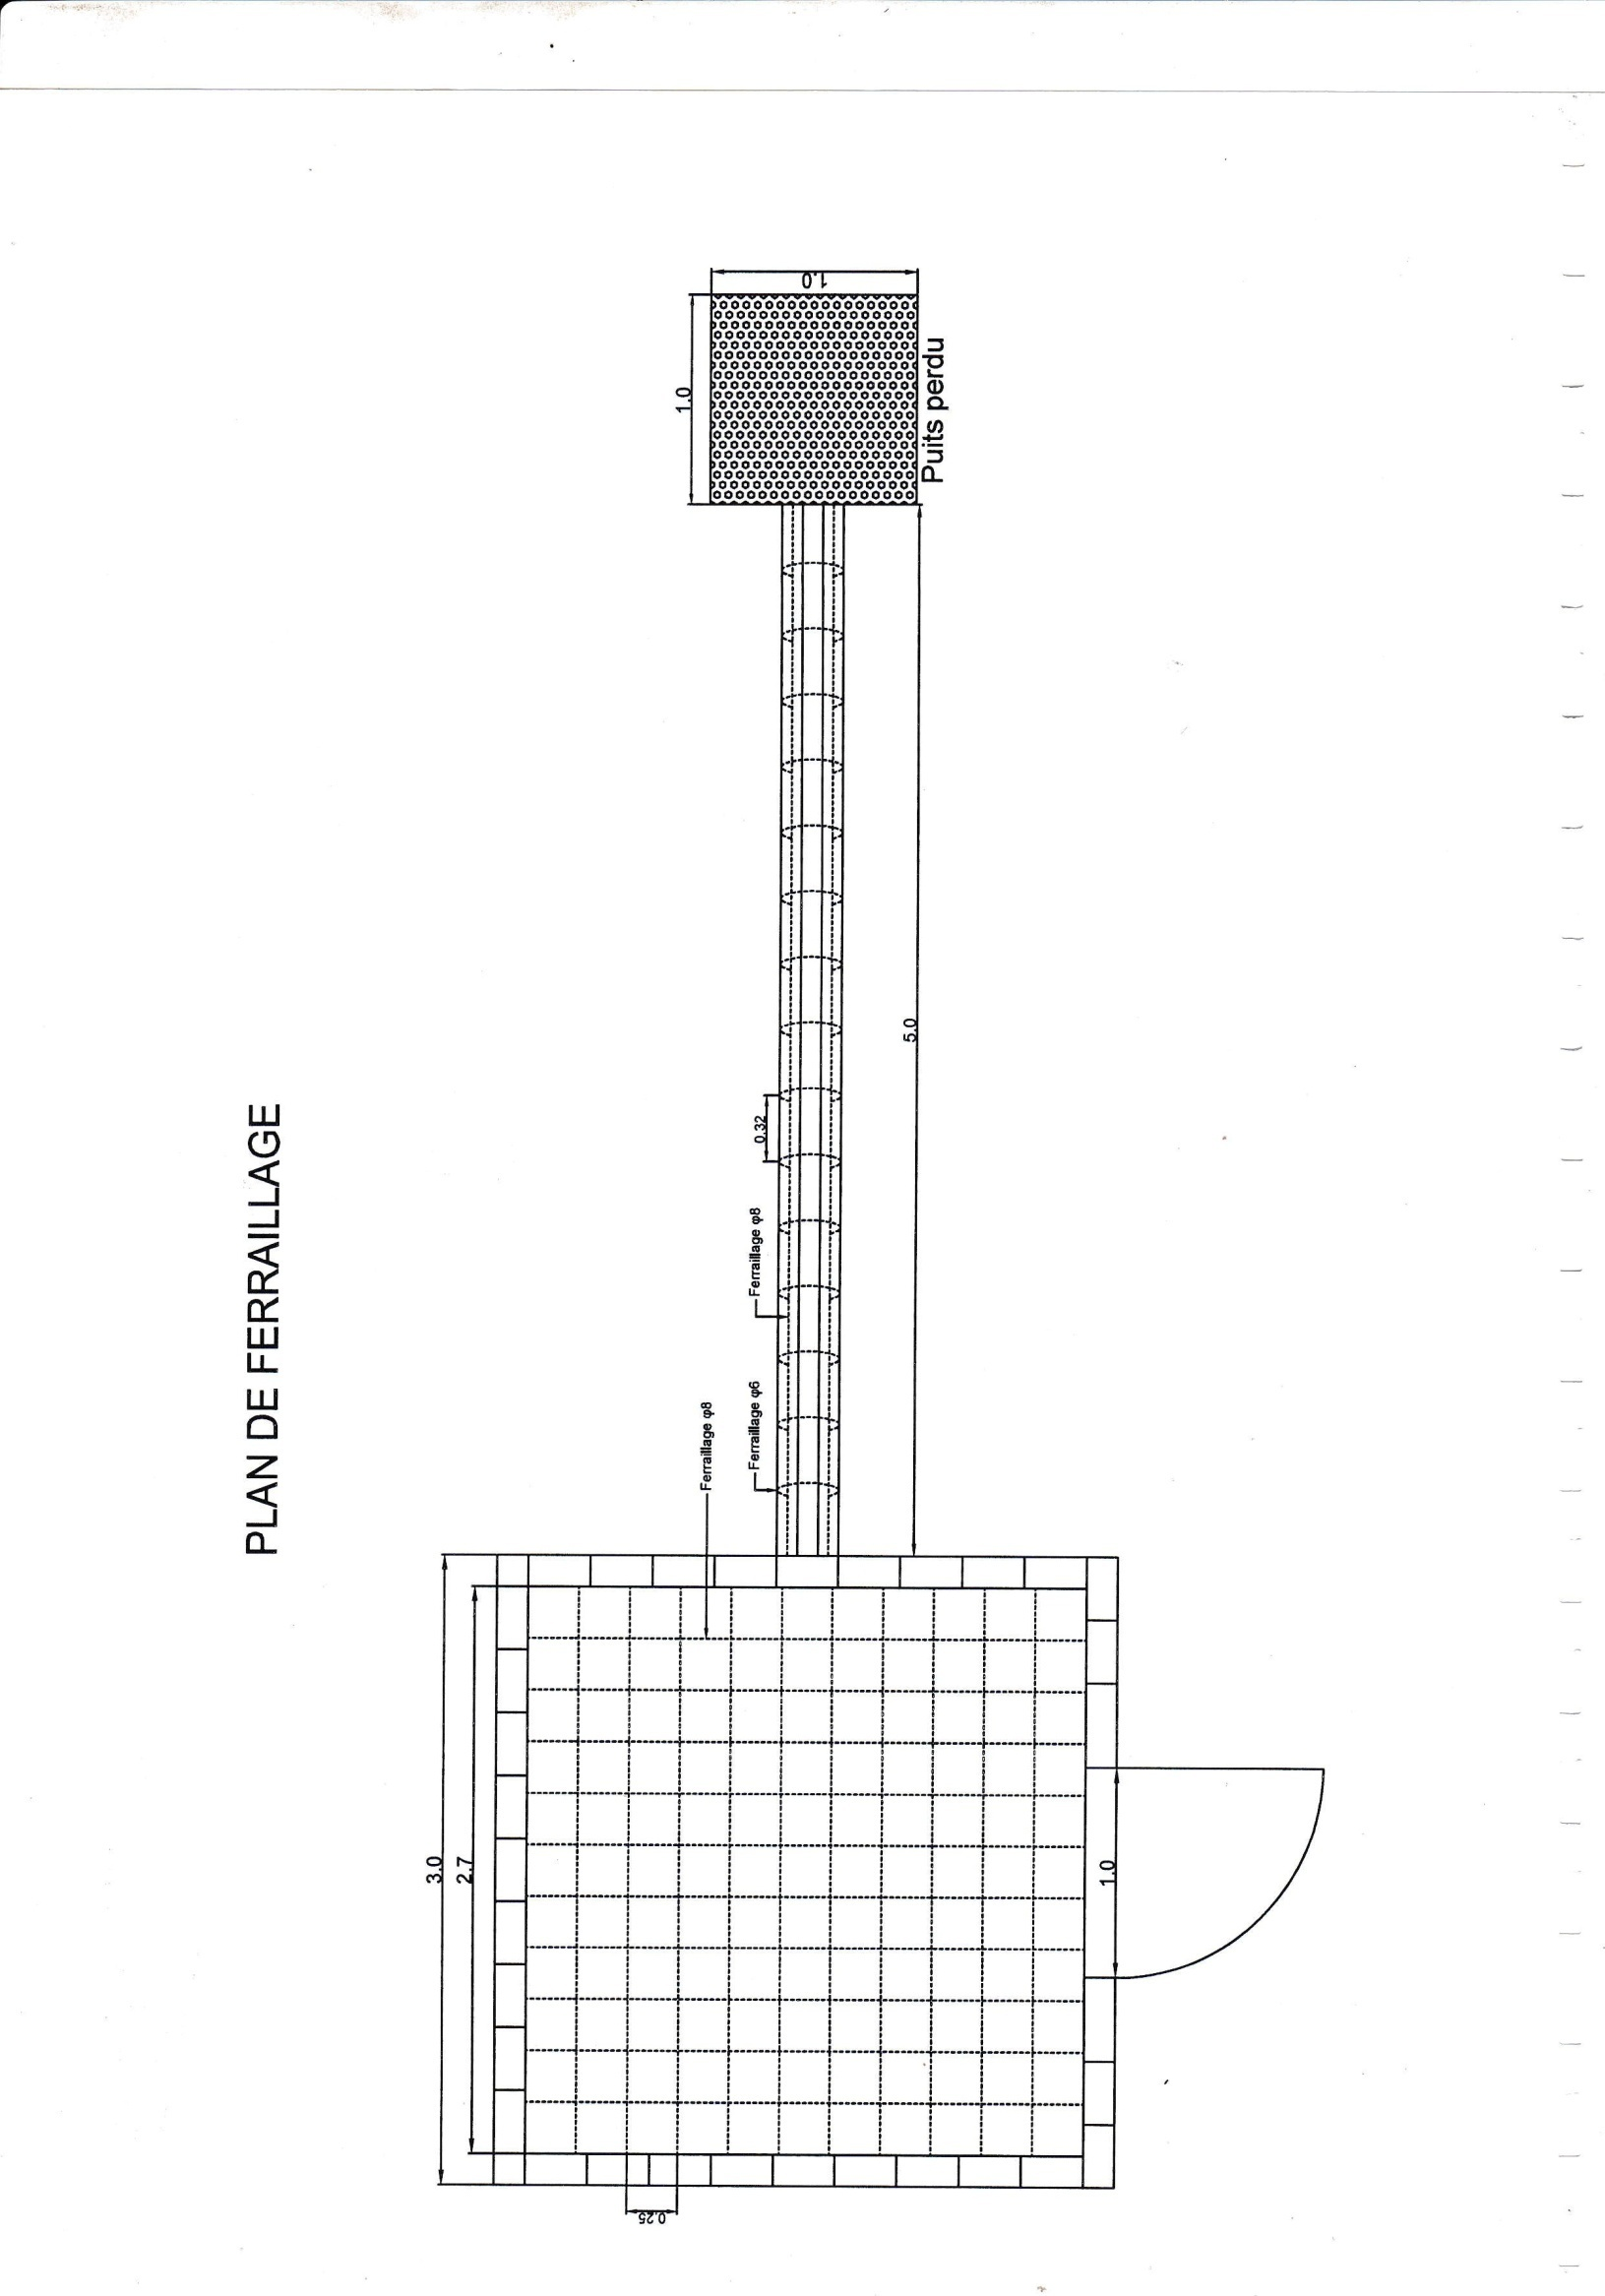 PLAN DE FERRAILLAGE
3.0
2.7
0.25
1.0
Ferraillage φ8
Ferraillage φ6
Ferraillage φ8
0.32
5.0
1.0
1.0
Puits perdu